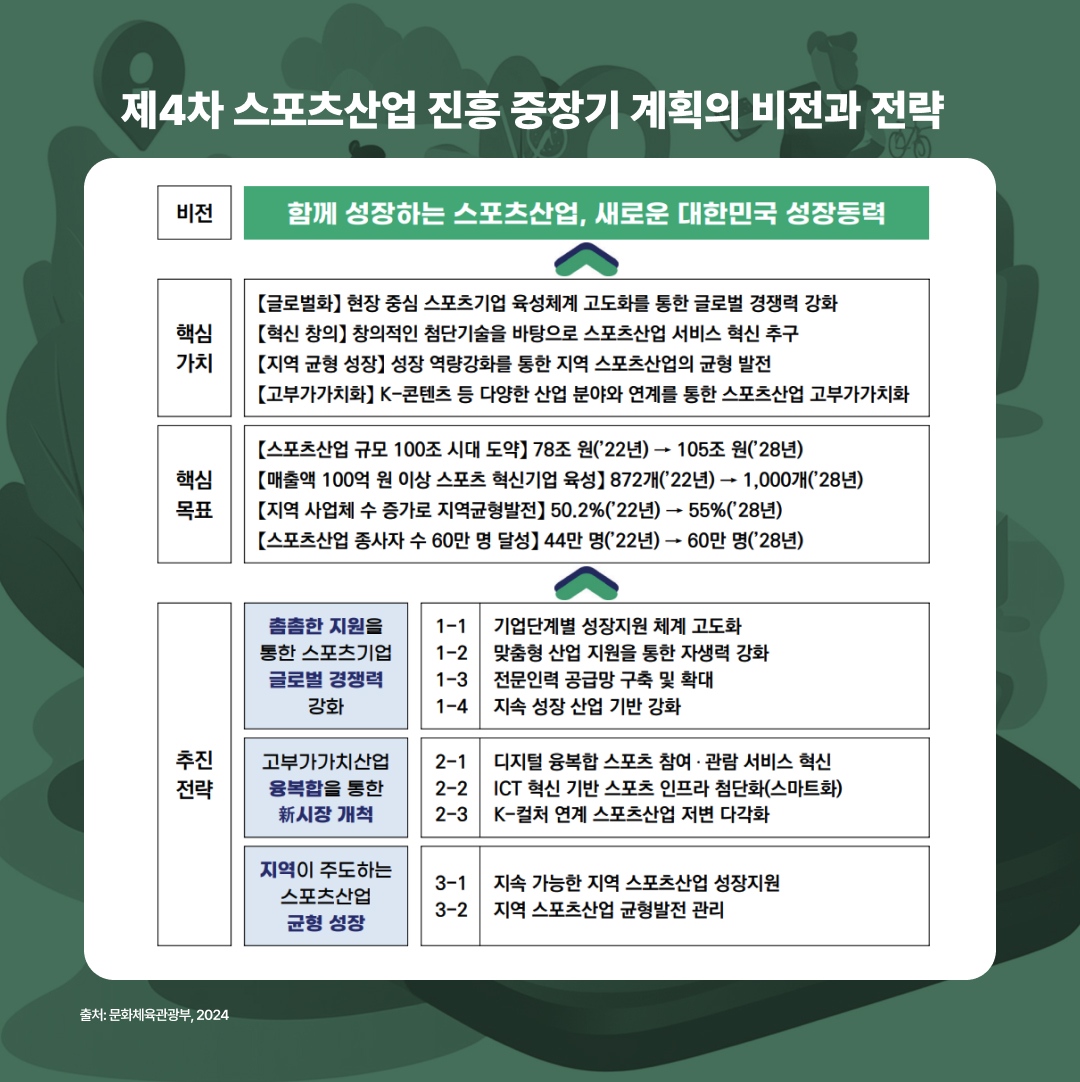 제4차 스포츠산업 진흥 중장기 계획의 비전과 전략
비전
함께 성장하는 스포츠산업, 새로운 대한민국 성장동력
핵심
가치
【글로벌화】 현장 중심 스포츠기업 육성체계 고도화를 통한 글로벌 경쟁력 강화
【혁신 창의】 창의적인 첨단기술을 바탕으로 스포츠산업 서비스 혁신 추구
【지역 균형 성장】 성장 역량강화를 통한 지역 스포츠산업의 균형 발전
【고부가가치화】 K-콘텐츠 등 다양한 산업 분야와 연계를 통한 스포츠산업 고부가가치화
핵심
목표
【스포츠산업 규모 100조 시대 도약】 78조 원(’22년) → 105조 원(’28년)
【매출액 100억 원 이상 스포츠 혁신기업 육성】 872개(’22년) → 1,000개(’28년)
【지역 사업체 수 증가로 지역균형발전】 50.2%(’22년) → 55%(’28년)
【스포츠산업 종사자 수 60만 명 달성】 44만 명(’22년) → 60만 명(’28년)
추진
전략
촘촘한 지원을
통한 스포츠기업
글로벌 경쟁력
강화
1-1 기업단계별 성장지원 체계 고도화
1-2 맞춤형 산업 지원을 통한 자생력 강화
1-3 전문인력 공급망 구축 및 확대
1-4 지속 성장 산업 기반 강화
고부가가치산업
융복합을 통한
新시장 개척
2-1 디지털 융복합 스포츠 참여·관람 서비스 혁신
2-2 ICT 혁신 기반 스포츠 인프라 첨단화(스마트화)
2-3 K-컬처 연계 스포츠산업 저변 다각화
지역이 주도하는
스포츠산업
균형 성장
3-1 지속 가능한 지역 스포츠산업 성장지원
3-2 지역 스포츠산업 균형발전 관리
출처: 문화체육관광부, 2024